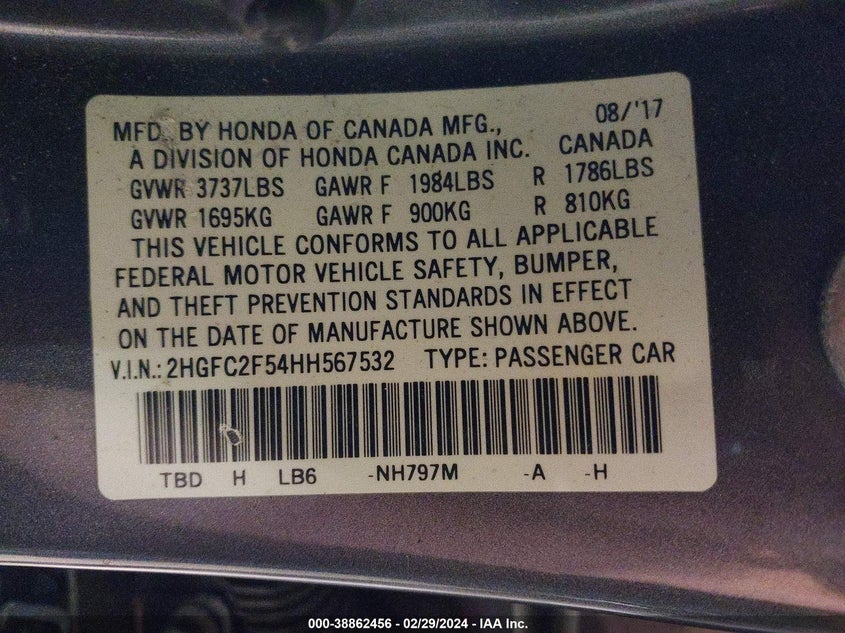 MFD. BY HONDA OF CANADA MFG., 08/'17
A DIVISION OF HONDA CANADA INC. CANADA
GVWR 3737LBS GAWR F 1984LBS R 1786LBS
GVWR 1695KG GAWR F 900KG R 810KG
THIS VEHICLE CONFORMS TO ALL APPLICABLE
FEDERAL MOTOR VEHICLE SAFETY, BUMPER,
AND THEFT PREVENTION STANDARDS IN EFFECT
ON THE DATE OF MANUFACTURE SHOWN ABOVE.
V.I.N.: 2HGFC2F54HH567532 TYPE: PASSENGER CAR
TBD H LB6 -NH797M -A -H
000-38862456 - 02/29/2024 - IAA Inc.